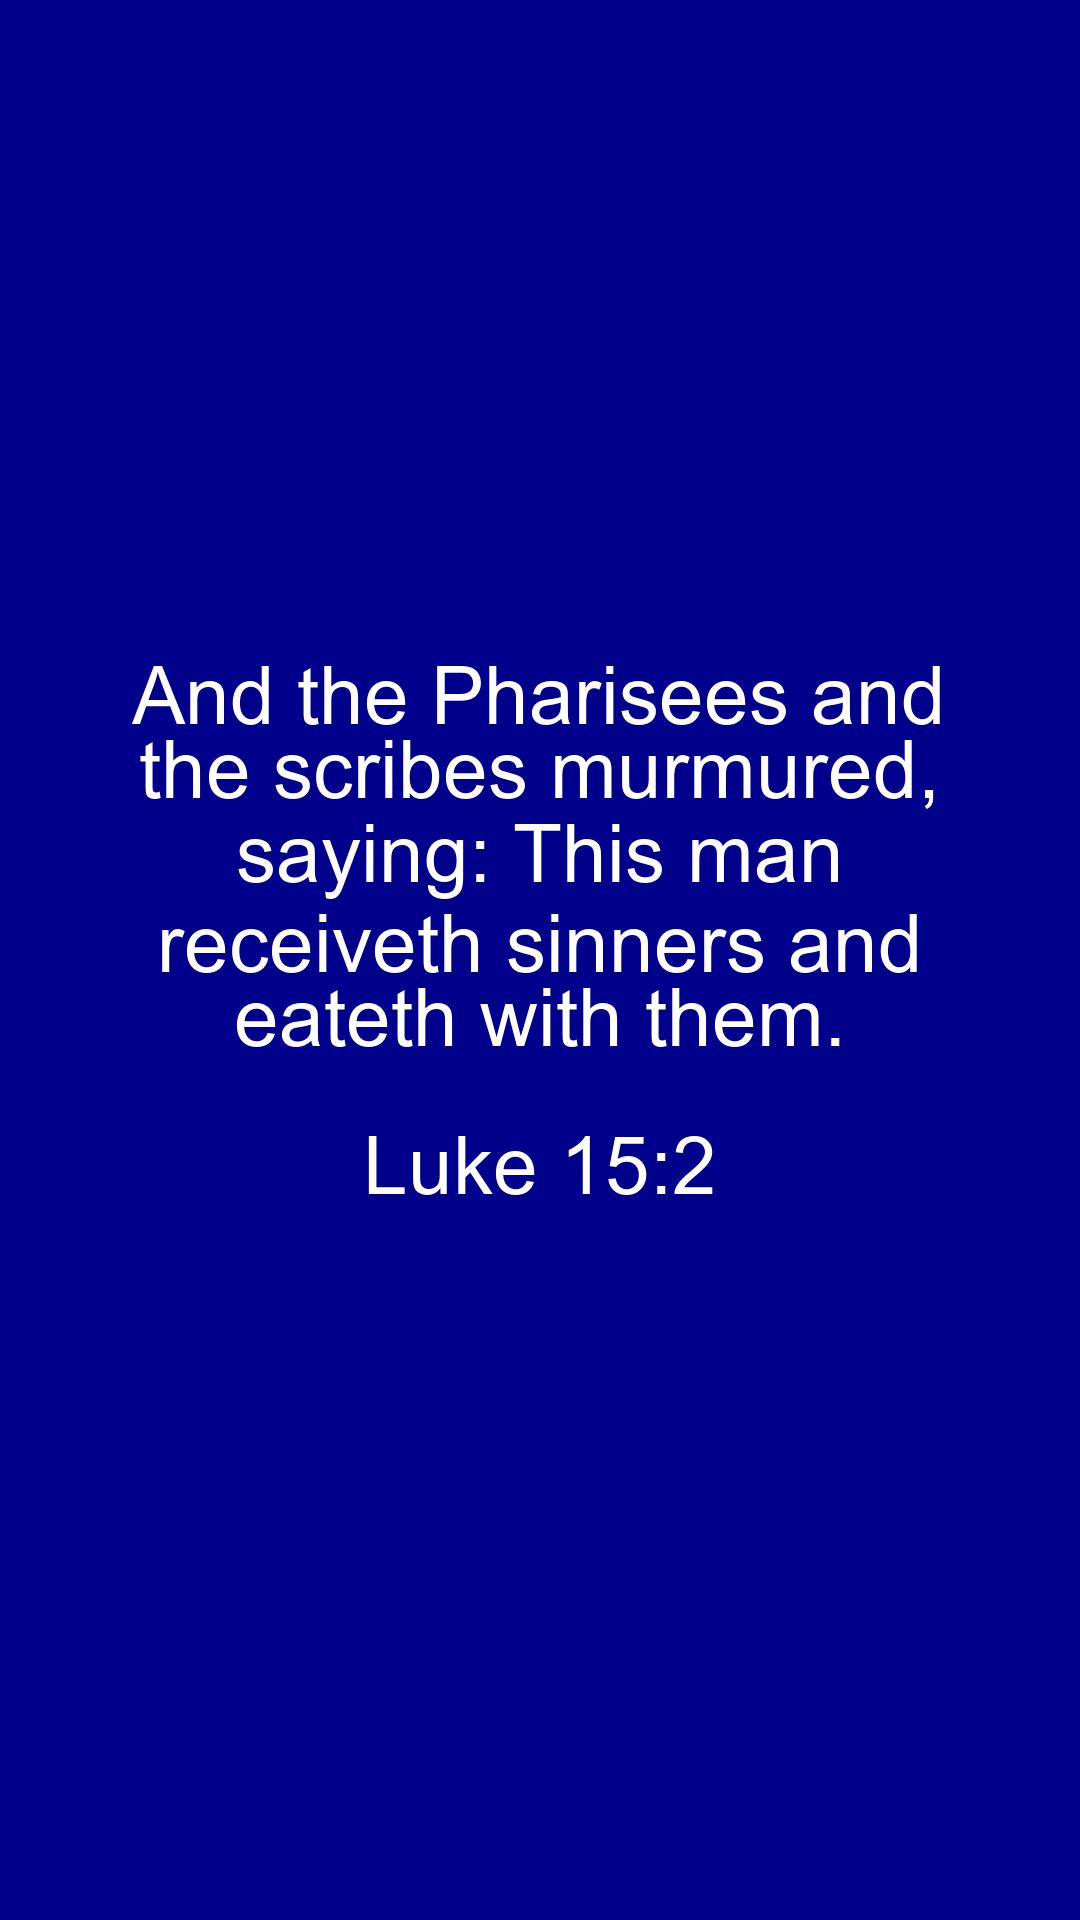 And the Pharisees and
the scribes murmured,
saying: This man
receiveth sinners and
eateth with them.
Luke 15:2